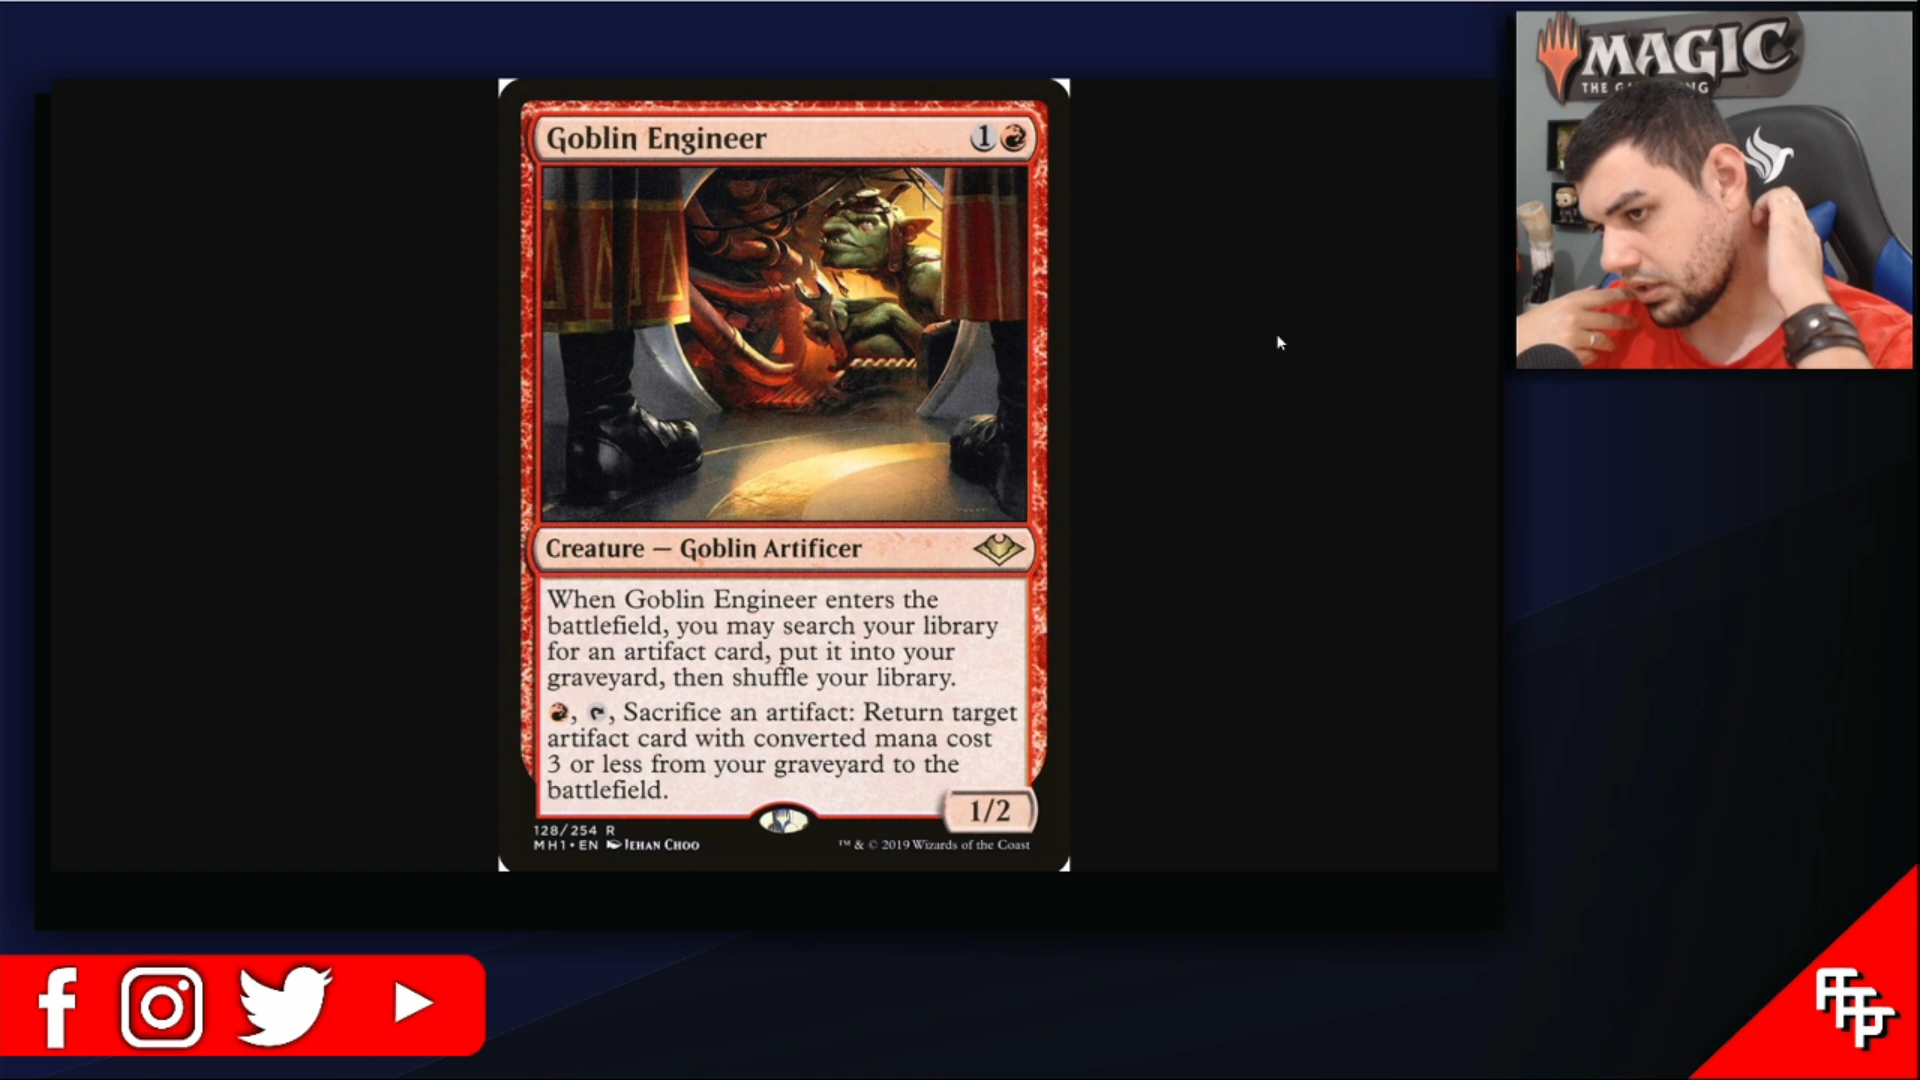 MAGIC
THE G NG
Goblin Engineer 1
Creature — Goblin Artificer
When Goblin Engineer enters the
battlefield, you may search your library
for an artifact card, put it into your
graveyard, then shuffle your library.
, , Sacrifice an artifact: Return target
artifact card with converted mana cost
3 or less from your graveyard to the
battlefield.
1/2
128/254 R
MH1 • EN JEHAN CHOO
™ & © 2019 Wizards of the Coast